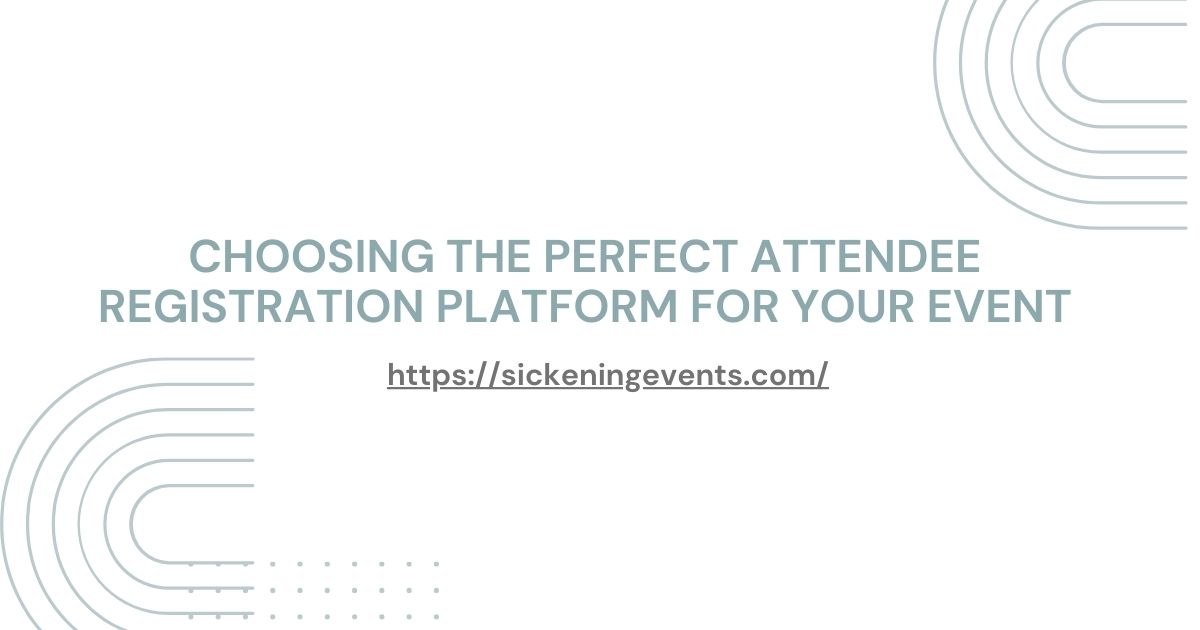 CHOOSING THE PERFECT ATTENDEE
REGISTRATION PLATFORM FOR YOUR EVENT
https://sickeningevents.com/